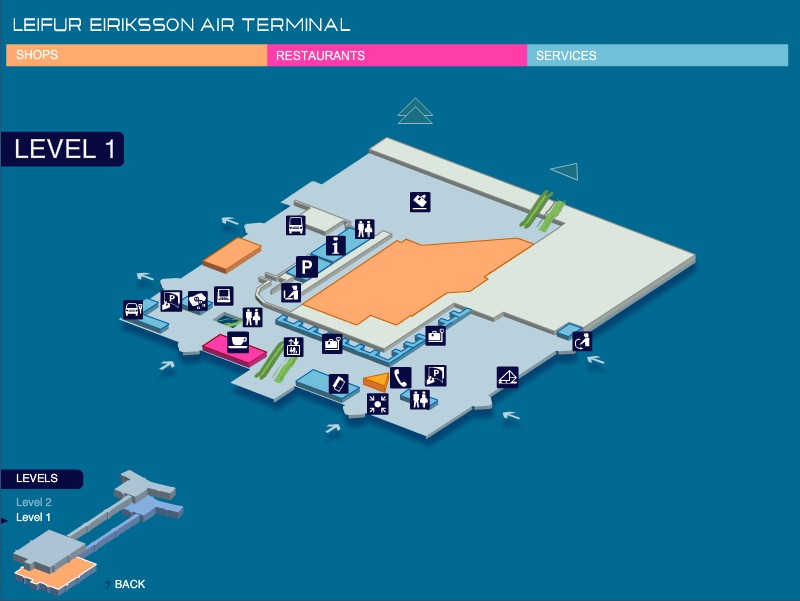 LEIFUR EIRIKSSON AIR TERMINAL
SHOPS RESTAURANTS SERVICES
LEVEL 1
i
P
P
P
LEVELS
Level 2
Level 1
BACK